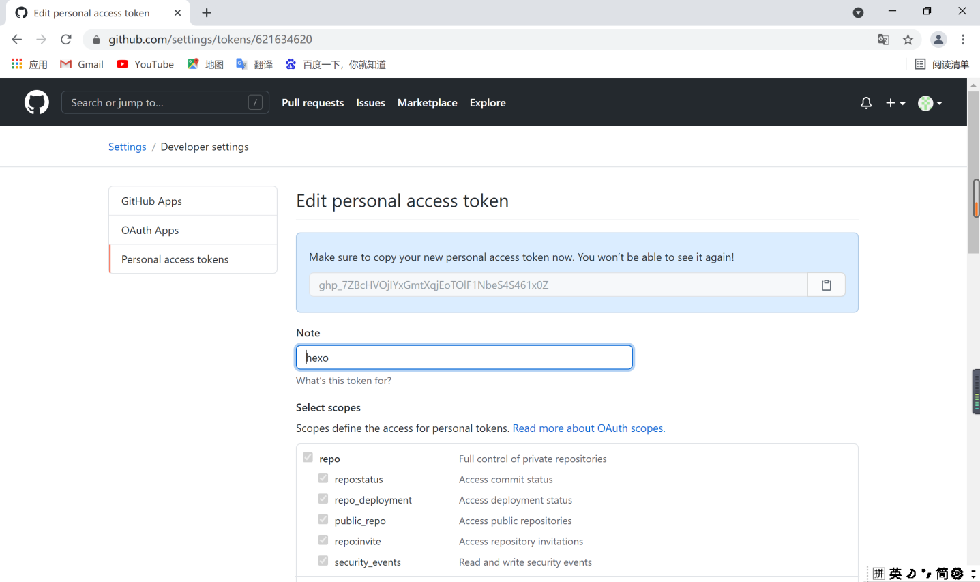 Edit personal access token
github.com/settings/tokens/621634620
应用 Gmail YouTube 地图 翻译 百度一下，你就知道 阅读清单
Search or jump to... / Pull requests Issues Marketplace Explore
Settings / Developer settings
GitHub Apps
OAuth Apps
Personal access tokens
Edit personal access token
Make sure to copy your new personal access token now. You won't be able to see it again!
Note
hexo
What's this token for?
Select scopes
Scopes define the access for personal tokens. Read more about OAuth scopes.
repo Full control of private repositories
repo:status Access commit status
repo_deployment Access deployment status
public_repo Access public repositories
repo:invite Access repository invitations
security_events Read and write security events
拼 英 简